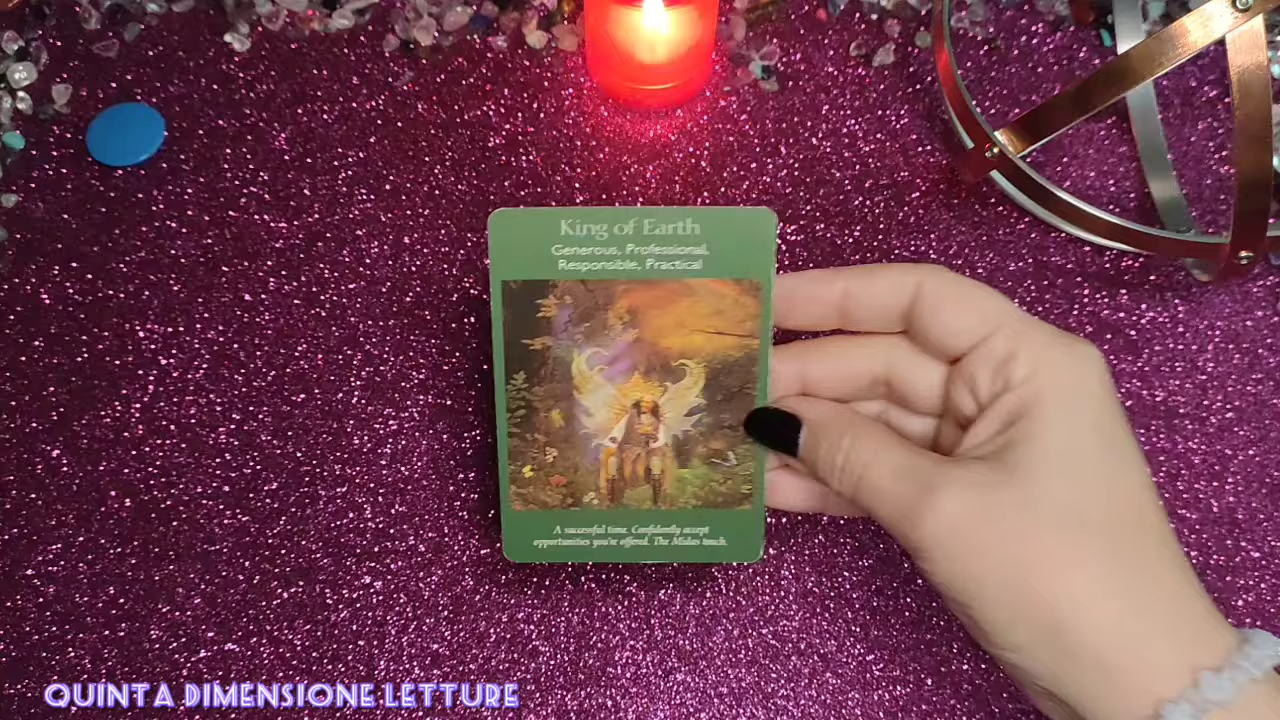 King of Earth
Generous, Professional,
Responsible, Practical
A successful time. Confidently accept
opportunities you're offered. The Midas touch.
QUINTA DIMENSIONE LETTURE